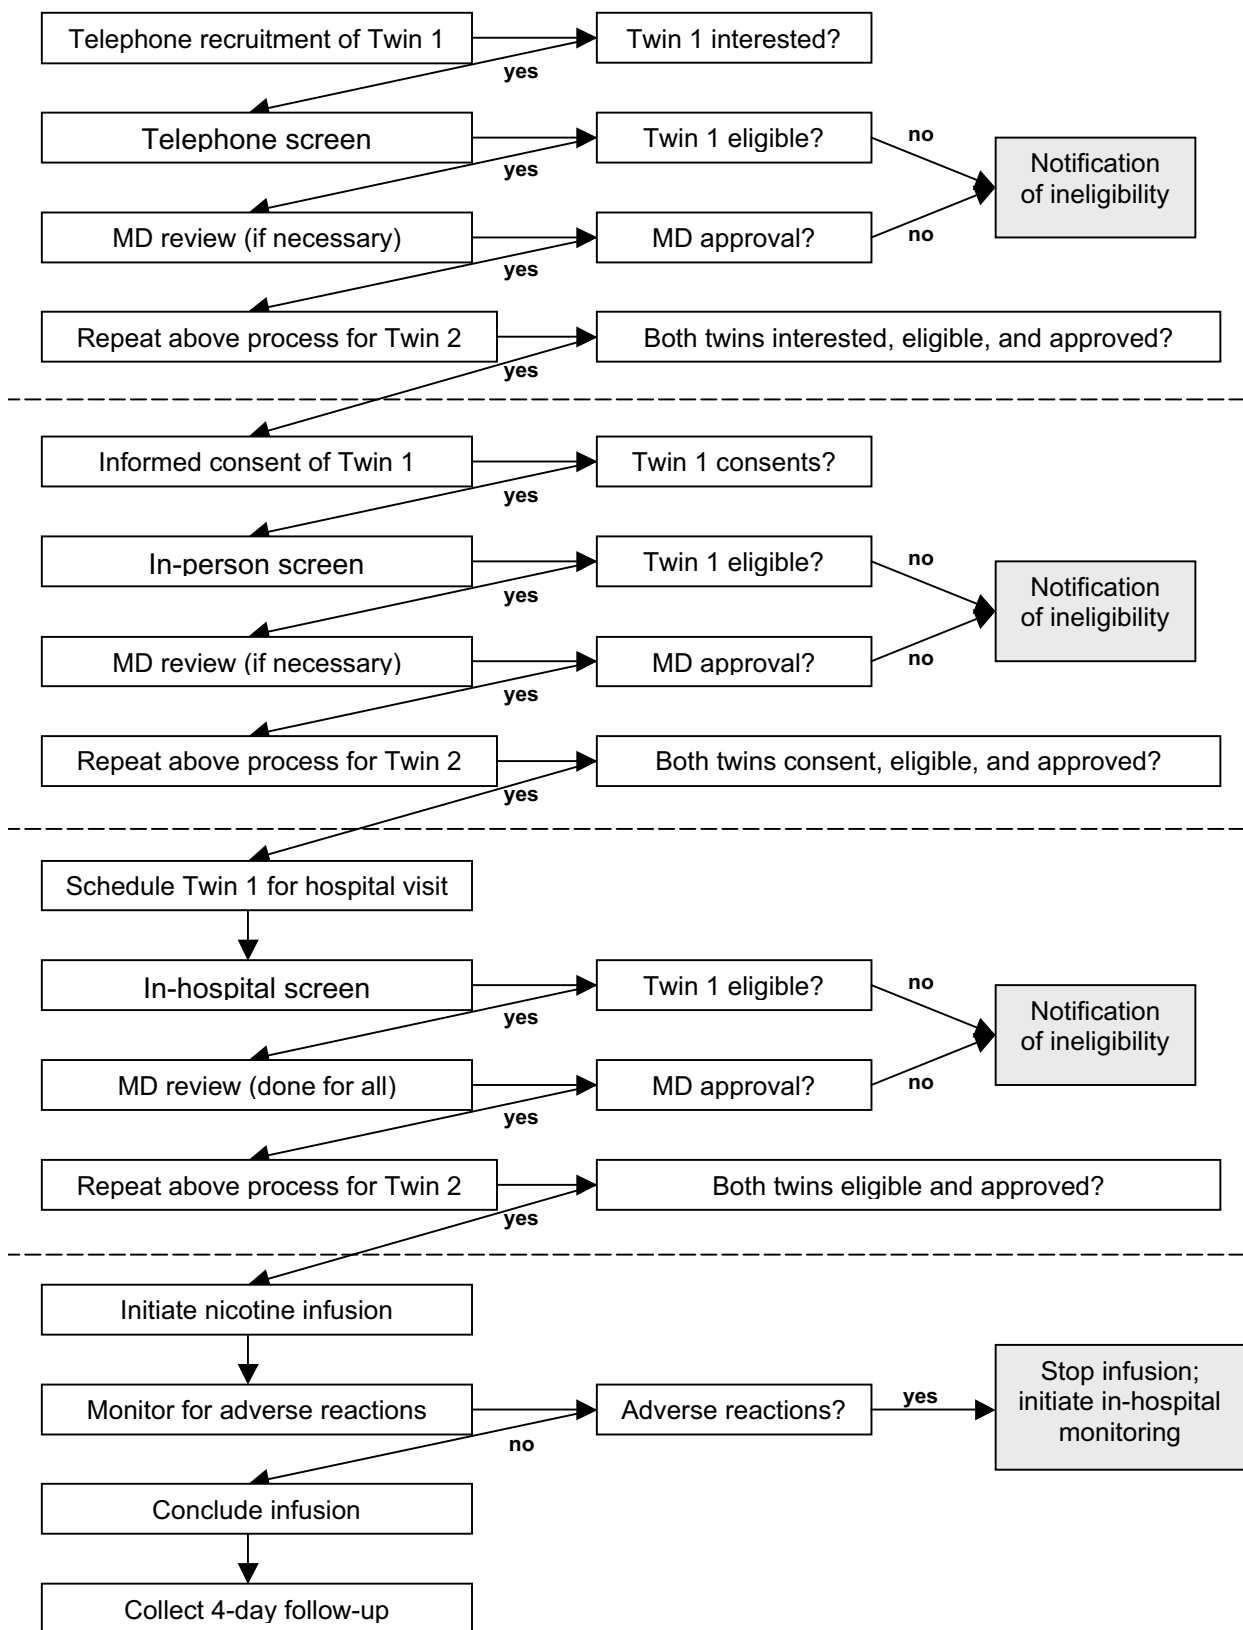 Telephone recruitment of Twin 1
Twin 1 interested?
yes
Telephone screen
Twin 1 eligible?
no
Notification
of ineligibility
yes
MD review (if necessary)
MD approval?
no
yes
Repeat above process for Twin 2
Both twins interested, eligible, and approved?
yes
Informed consent of Twin 1
Twin 1 consents?
yes
In-person screen
Twin 1 eligible?
no
Notification
of ineligibility
yes
MD review (if necessary)
MD approval?
no
yes
Repeat above process for Twin 2
Both twins consent, eligible, and approved?
yes
Schedule Twin 1 for hospital visit
In-hospital screen
Twin 1 eligible?
no
Notification
of ineligibility
yes
MD review (done for all)
MD approval?
no
yes
Repeat above process for Twin 2
Both twins eligible and approved?
yes
Initiate nicotine infusion
Monitor for adverse reactions
Adverse reactions?
yes
Stop infusion;
initiate in-hospital
monitoring
no
Conclude infusion
Collect 4-day follow-up